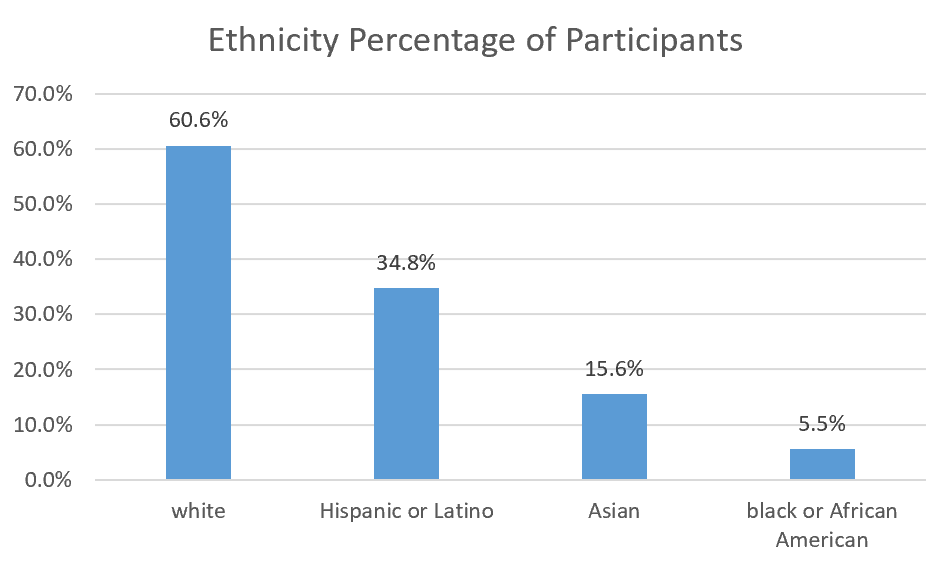 Ethnicity Percentage of Participants
70.0%
60.0%
50.0%
40.0%
30.0%
20.0%
10.0%
0.0%
60.6%
34.8%
15.6%
5.5%
white
Hispanic or Latino
Asian
black or African
American